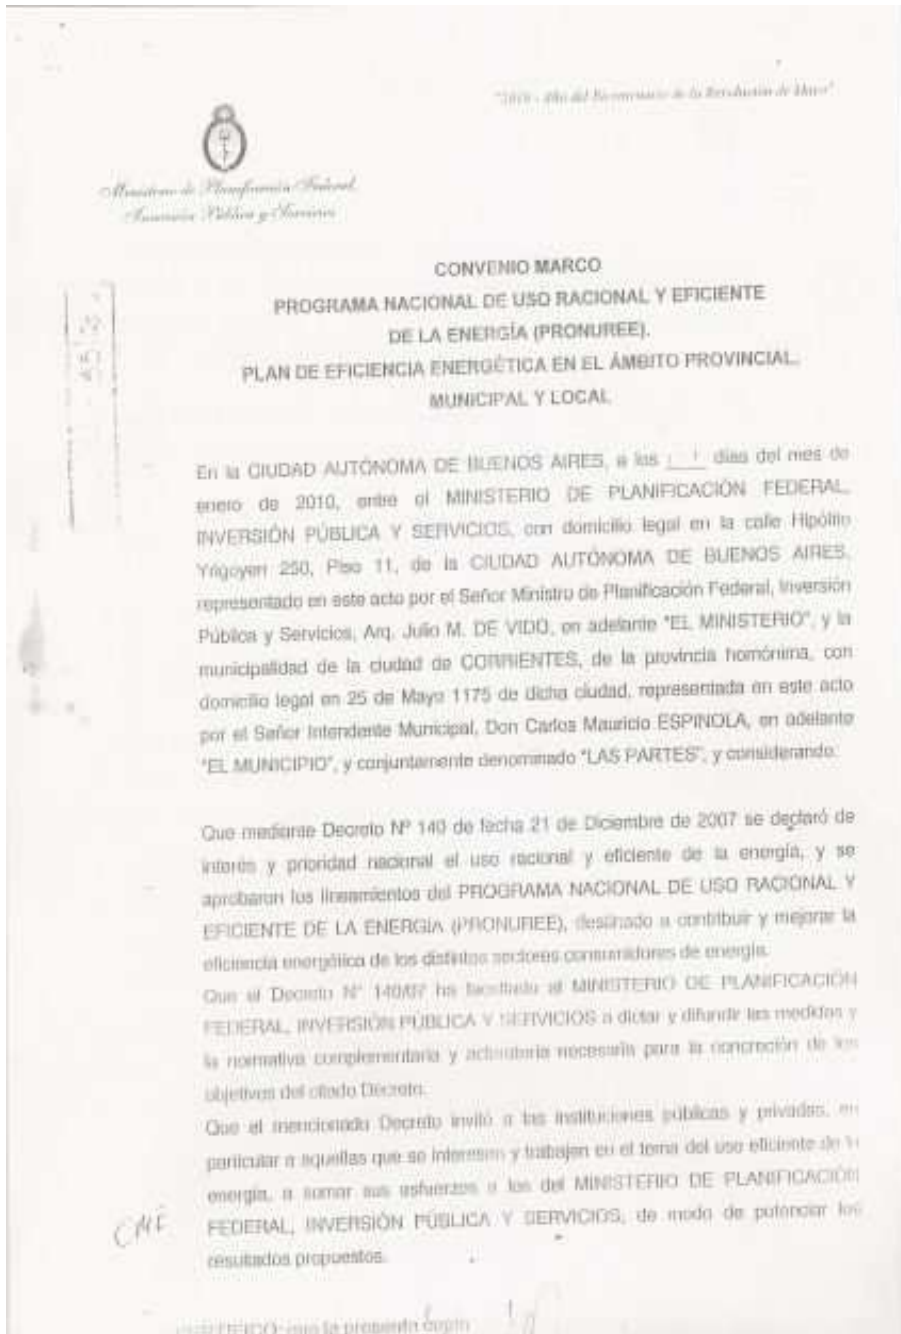 "2010 - Año del Bicentenario de la Revolución de Mayo"
Ministerio de Planificación Federal,
Inversión Pública y Servicios
CONVENIO MARCO
PROGRAMA NACIONAL DE USO RACIONAL Y EFICIENTE
DE LA ENERGÍA (PRONUREE).
PLAN DE EFICIENCIA ENERGÉTICA EN EL ÁMBITO PROVINCIAL,
MUNICIPAL Y LOCAL
En la CIUDAD AUTÓNOMA DE BUENOS AIRES, a los días del mes de
enero de 2010, entre el MINISTERIO DE PLANIFICACIÓN FEDERAL,
INVERSIÓN PÚBLICA Y SERVICIOS, con domicilio legal en la calle Hipólito
Yrigoyen 250, Piso 11, de la CIUDAD AUTÓNOMA DE BUENOS AIRES,
representado en este acto por el Señor Ministro de Planificación Federal, Inversión
Pública y Servicios, Arq. Julio M. DE VIDO, en adelante "EL MINISTERIO", y la
municipalidad de la ciudad de CORRIENTES, de la provincia homónima, con
domicilio legal en 25 de Mayo 1175 de dicha ciudad, representada en este acto
por el Señor Intendente Municipal, Don Carlos Mauricio ESPINOLA, en adelante
"EL MUNICIPIO", y conjuntamente denominado "LAS PARTES", y considerando:
Que mediante Decreto Nº 140 de fecha 21 de Diciembre de 2007 se declaró de
interés y prioridad nacional el uso racional y eficiente de la energía, y se
aprobaron los lineamientos del PROGRAMA NACIONAL DE USO RACIONAL Y
EFICIENTE DE LA ENERGÍA (PRONUREE), destinado a contribuir y mejorar la
eficiencia energética de los distintos sectores consumidores de energía.
Que el Decreto Nº 140/07 ha facultado al MINISTERIO DE PLANIFICACIÓN
FEDERAL, INVERSIÓN PÚBLICA Y SERVICIOS a dictar y difundir las medidas y
la normativa complementaria y aclaratoria necesaria para la concreción de los
objetivos del citado Decreto.
Que el mencionado Decreto invitó a las instituciones públicas y privadas, en
particular a aquellas que se interesen y trabajen en el tema del uso eficiente de la
energía, a sumar sus esfuerzos a los del MINISTERIO DE PLANIFICACIÓN
FEDERAL, INVERSIÓN PÚBLICA Y SERVICIOS, de modo de potenciar los
resultados propuestos.
que la presente copia